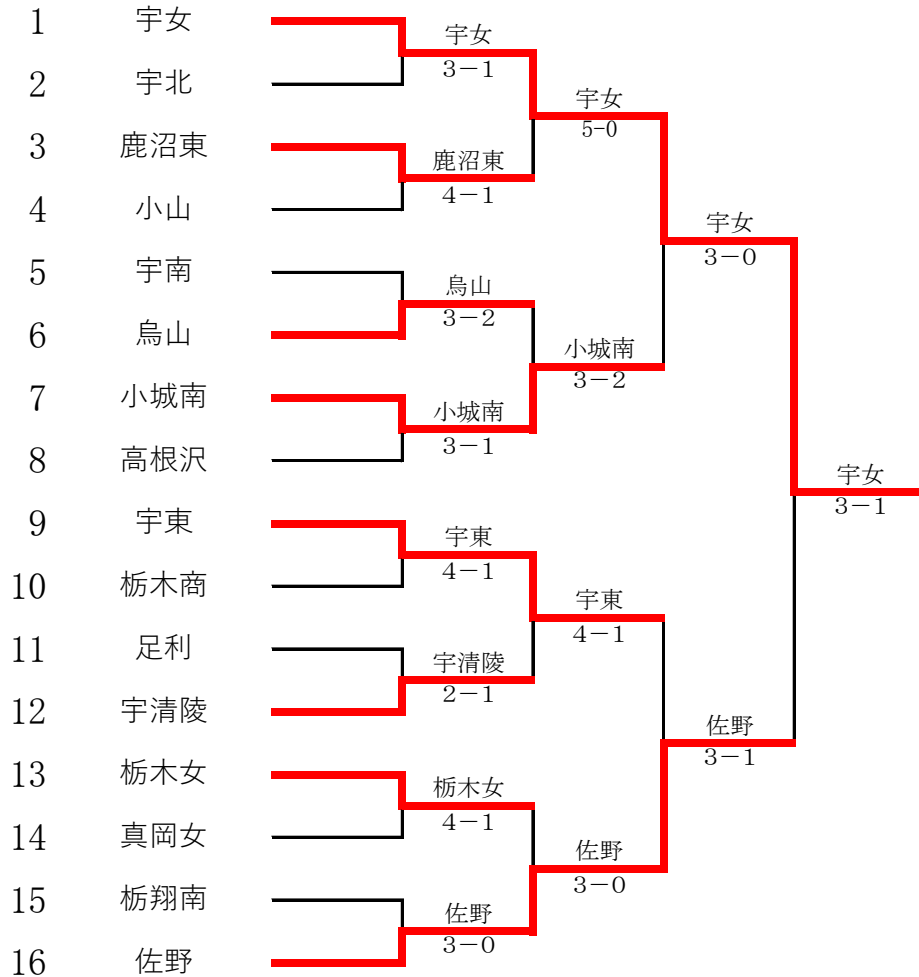 1 宇女
2 宇北
3 鹿沼東
4 小山
5 宇南
6 烏山
7 小城南
8 高根沢
9 宇東
10 栃木商
11 足利
12 宇清陵
13 栃木女
14 真岡女
15 栃翔南
16 佐野
宇女
3－1
鹿沼東
4－1
烏山
3－2
小城南
3－1
宇東
4－1
宇清陵
2－1
栃木女
4－1
佐野
3－0
宇女
5-0
小城南
3－2
宇東
4－1
佐野
3－0
宇女
3－0
佐野
3－1
宇女
3－1